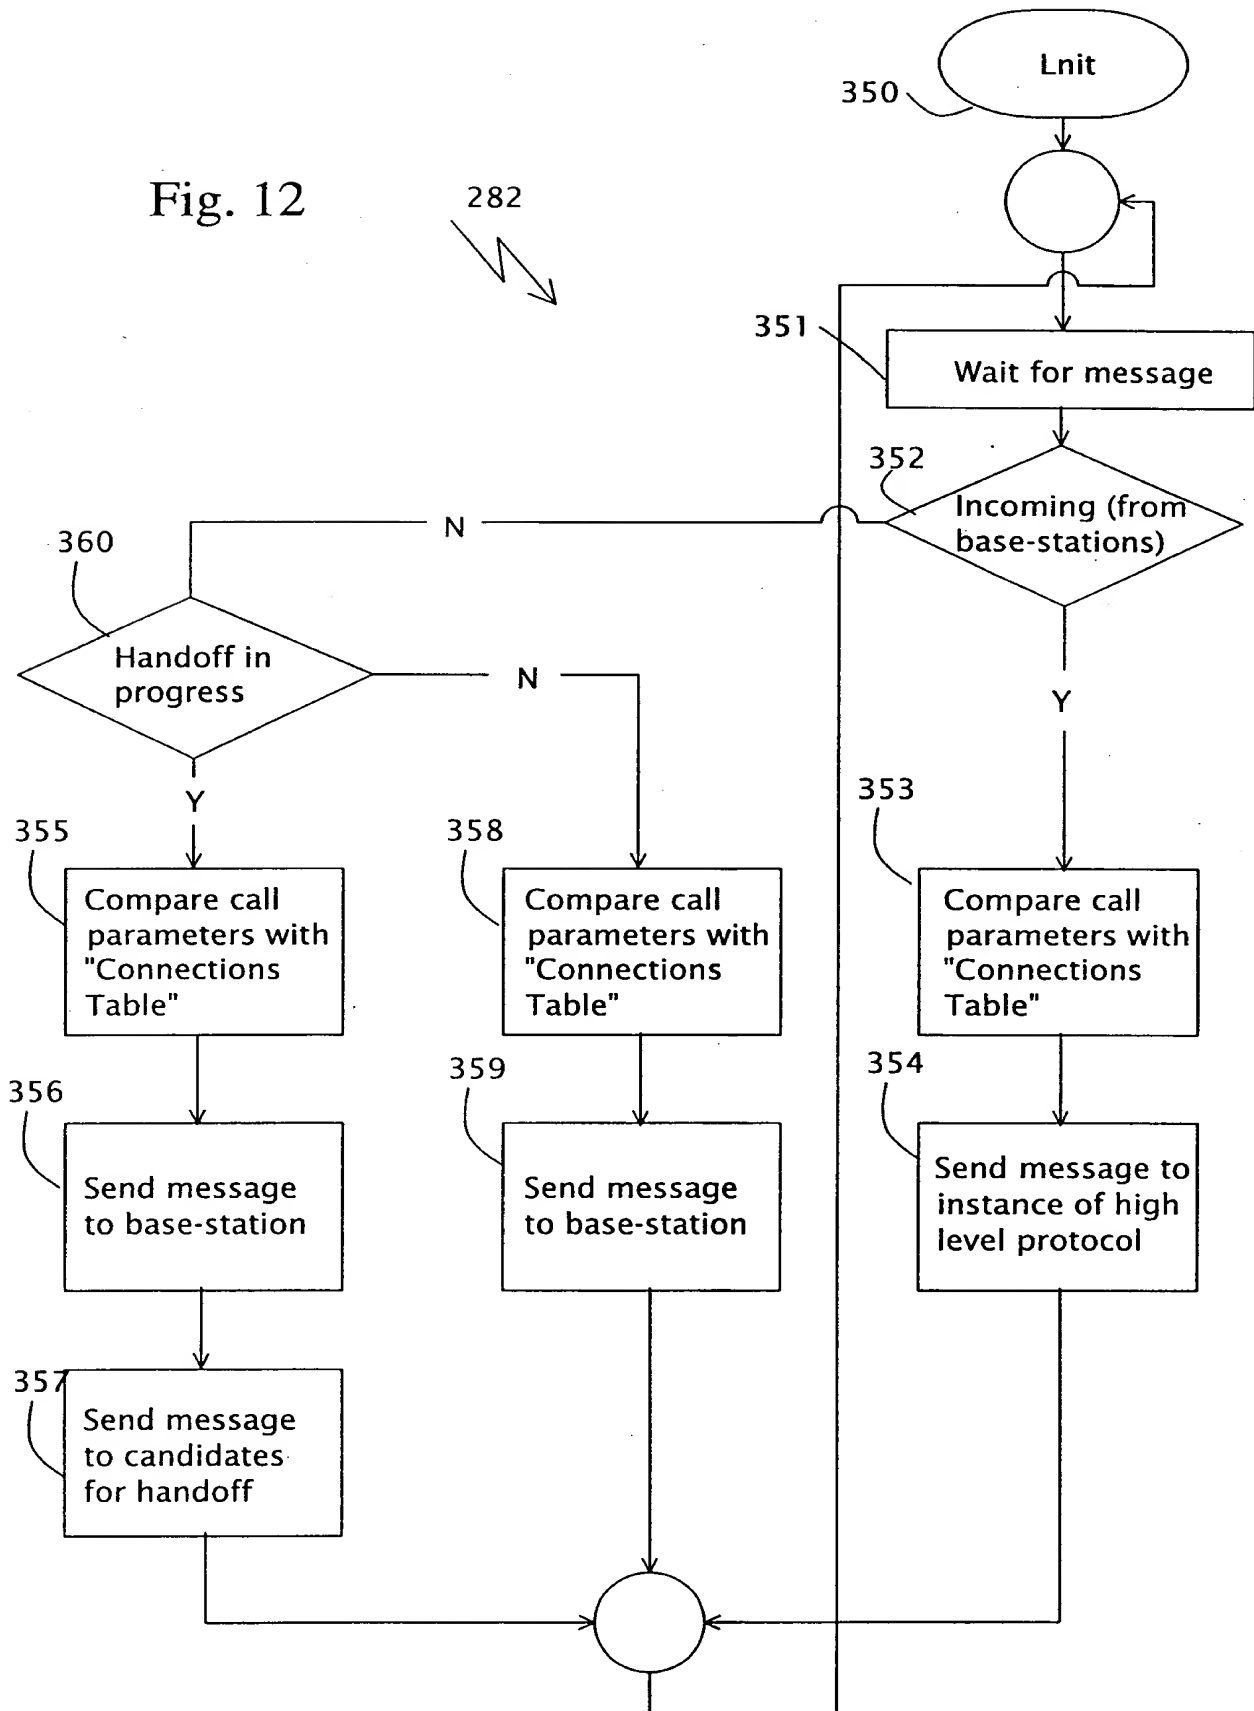 Lnit
350
Fig. 12
282
351
Wait for message
352
Incoming (from
base-stations)
N
360
Handoff in
progress
N
Y
Y
355
Compare call
parameters with
"Connections
Table"
358
Compare call
parameters with
"Connections
Table"
353
Compare call
parameters with
"Connections
Table"
356
Send message
to base-station
359
Send message
to base-station
354
Send message to
instance of high
level protocol
357
Send message
to candidates
for handoff